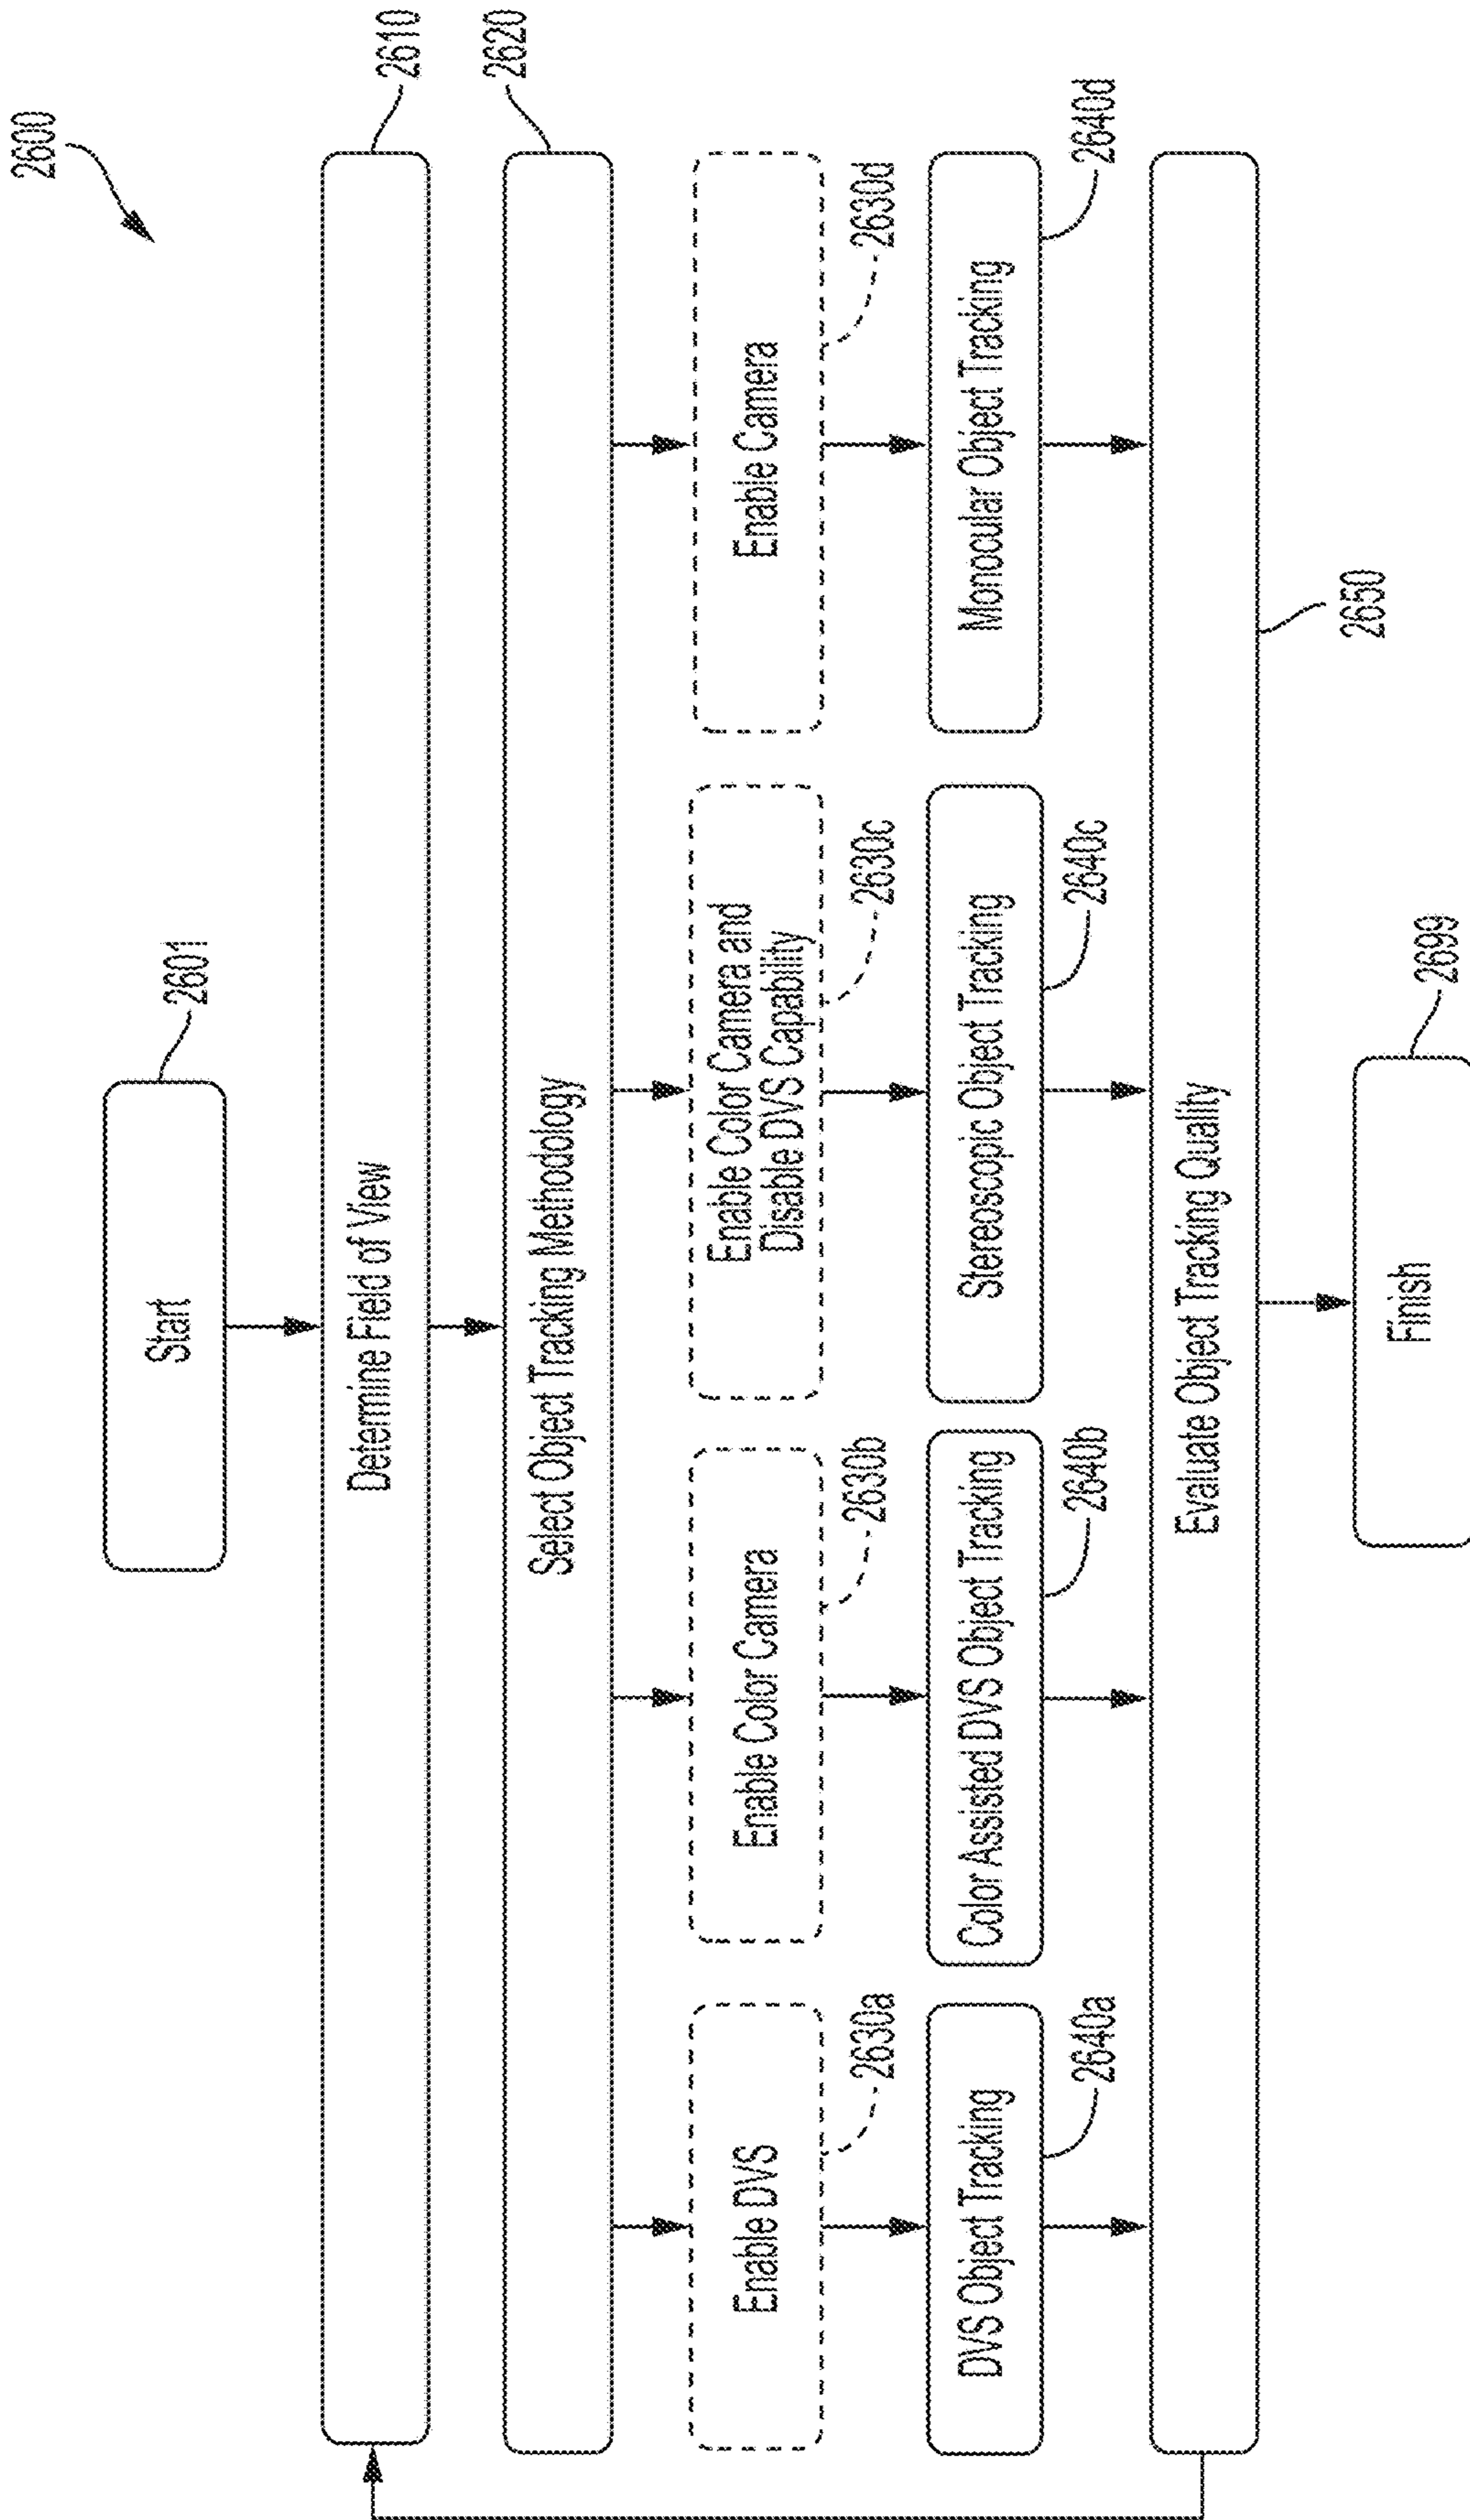 2600
Start
2601
Determine Field of View
2610
Select Object Tracking Methodology
2620
Enable DVS
2630a
Enable Color Camera
2630b
Enable Color Camera and
Disable DVS Capability
2630c
Enable Camera
2630d
DVS Object Tracking
2640a
Color Assisted DVS Object Tracking
2640b
Stereoscopic Object Tracking
2640c
Monocular Object Tracking
2640d
Evaluate Object Tracking Quality
2650
Finish
2699